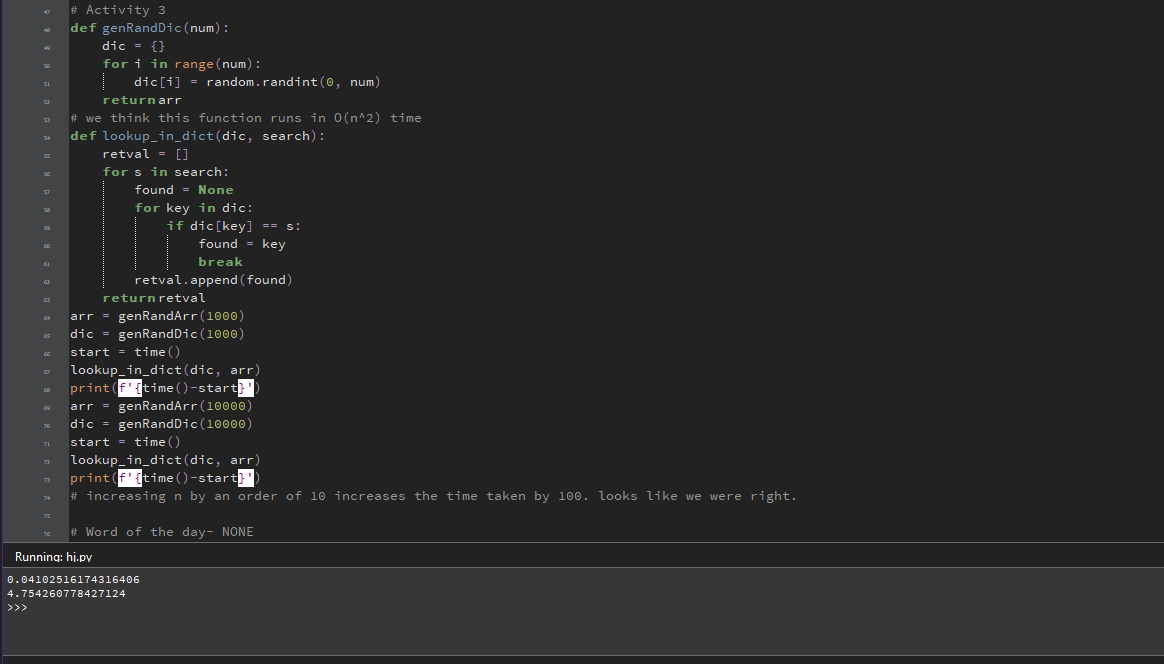 47 # Activity 3
48 def genRandDic(num):
49 dic = {}
50 for i in range(num):
51 dic[i] = random.randint(0, num)
52 return arr
53 # we think this function runs in O(n^2) time
54 def lookup_in_dict(dic, search):
55 retval = []
56 for s in search:
57 found = None
58 for key in dic:
59 if dic[key] == s:
60 found = key
61 break
62 retval.append(found)
63 return retval
64 arr = genRandArr(1000)
65 dic = genRandDic(1000)
66 start = time()
67 lookup_in_dict(dic, arr)
68 print(f'{time()-start}')
69 arr = genRandArr(10000)
70 dic = genRandDic(10000)
71 start = time()
72 lookup_in_dict(dic, arr)
73 print(f'{time()-start}')
74 # increasing n by an order of 10 increases the time taken by 100. looks like we were right.
75
76 # Word of the day- NONE
Running: hj.py
0.04102516174316406
4.754260778427124
>>>